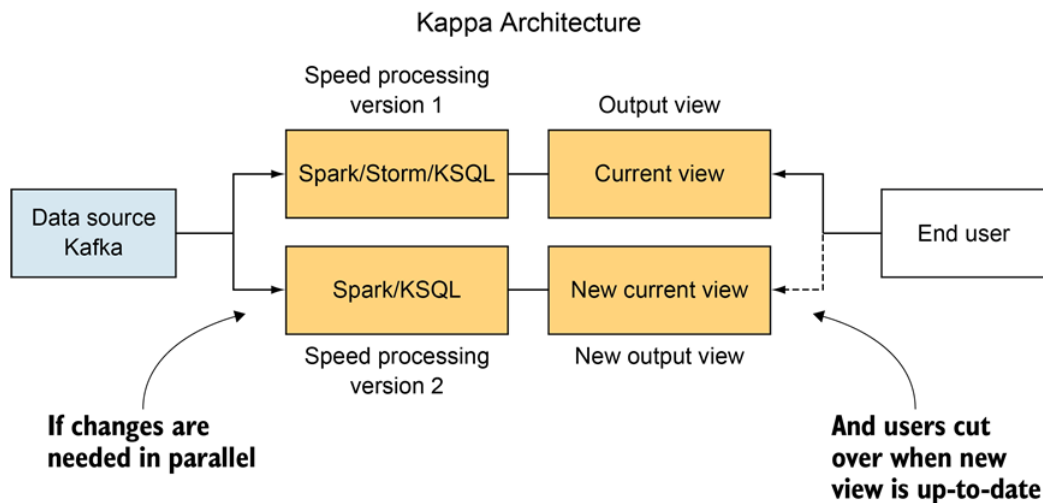 Kappa Architecture
Speed processing
version 1
Output view
Spark/Storm/KSQL
Current view
Data source
Kafka
End user
Spark/KSQL
New current view
Speed processing
version 2
New output view
If changes are
needed in parallel
And users cut
over when new
view is up-to-date